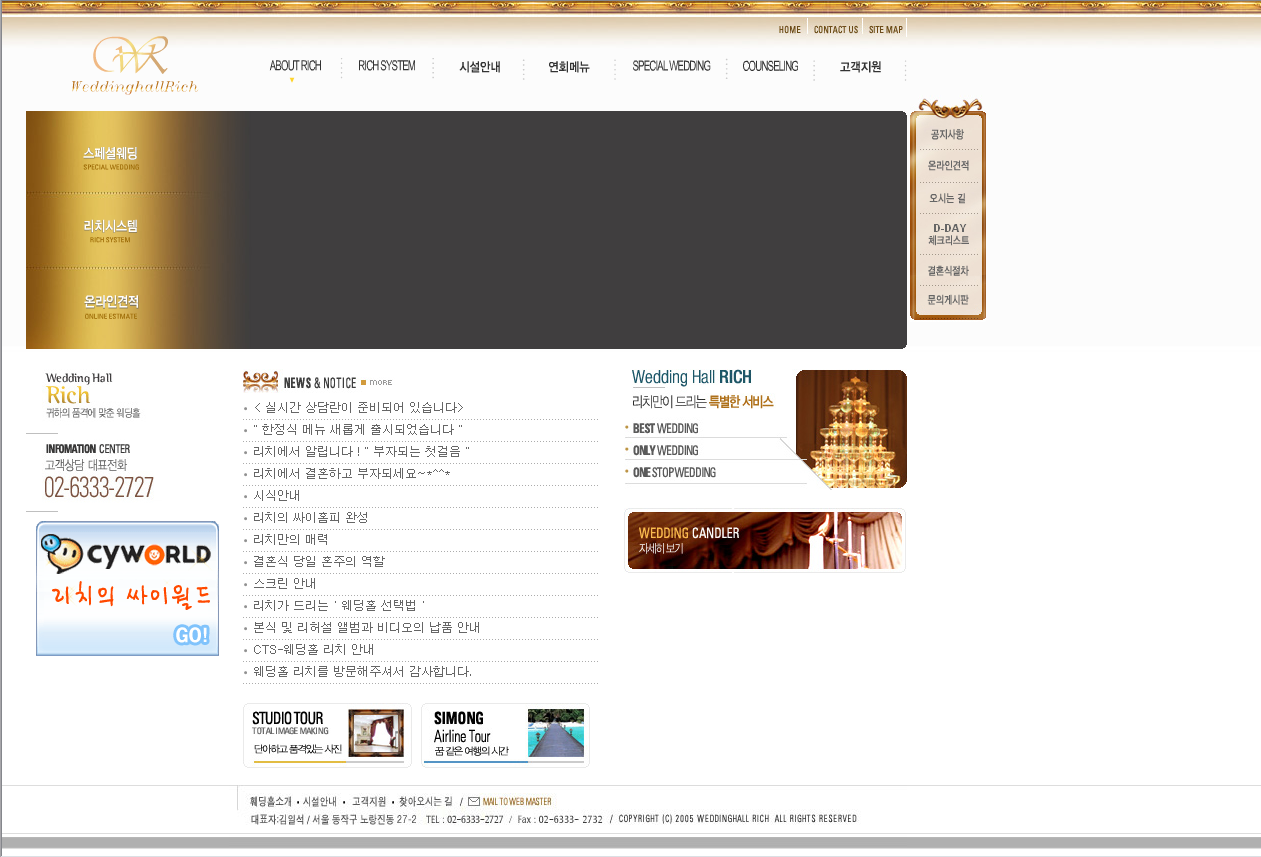 HOME CONTACT US SITE MAP
WR
WeddinghallRich
ABOUT RICH RICH SYSTEM 시설안내 연회메뉴 SPECIAL WEDDING COUNSELING 고객지원
스페셜웨딩
SPECIAL WEDDING
리치시스템
RICH SYSTEM
온라인견적
ONLINE ESTMATE
공지사항
온라인견적
오시는 길
D-DAY
체크리스트
결혼식절차
문의게시판
Wedding Hall
Rich
귀하의 품격에 맞춘 웨딩홀
INFOMATION CENTER
고객상담 대표전화
02-6333-2727
CYWORLD
리치의 싸이월드
GO!
NEWS & NOTICE MORE
< 실시간 상담란이 준비되어 있습니다>
" 한정식 메뉴 새롭게 출시되었습니다 "
리치에서 알립니다 ! " 부자되는 첫걸음 "
리치에서 결혼하고 부자되세요~*^^*
시식안내
리치의 싸이홈피 완성
리치만의 매력
결혼식 당일 혼주의 역할
스크린 안내
리치가 드리는 ' 웨딩홀 선택법 '
본식 및 리허설 앨범과 비디오의 납품 안내
CTS-웨딩홀 리치 안내
웨딩홀 리치를 방문해주셔서 감사합니다.
Wedding Hall RICH
리치만이 드리는 특별한 서비스
BEST WEDDING
ONLY WEDDING
ONE STOP WEDDING
WEDDING CANDLER
자세히 보기
STUDIO TOUR
TOTAL IMAGE MAKING
단아하고, 품격있는 사진
SIMONG
Airline Tour
꿈 같은 여행의 시간
웨딩홀소개 • 시설안내 • 고객지원 • 찾아오시는 길 / MAIL TO WEB MASTER
대표자:김일석 / 서울 동작구 노량진동 27-2 TEL : 02-6333-2727 / Fax : 02-6333- 2732 / COPYRIGHT (C) 2005 WEDDINGHALL RICH ALL RIGHTS RESERVED